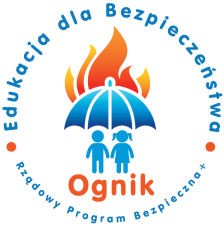 Edukacja dla Bezpieczeństwa
Ognik
Rządowy Program Bezpieczna+